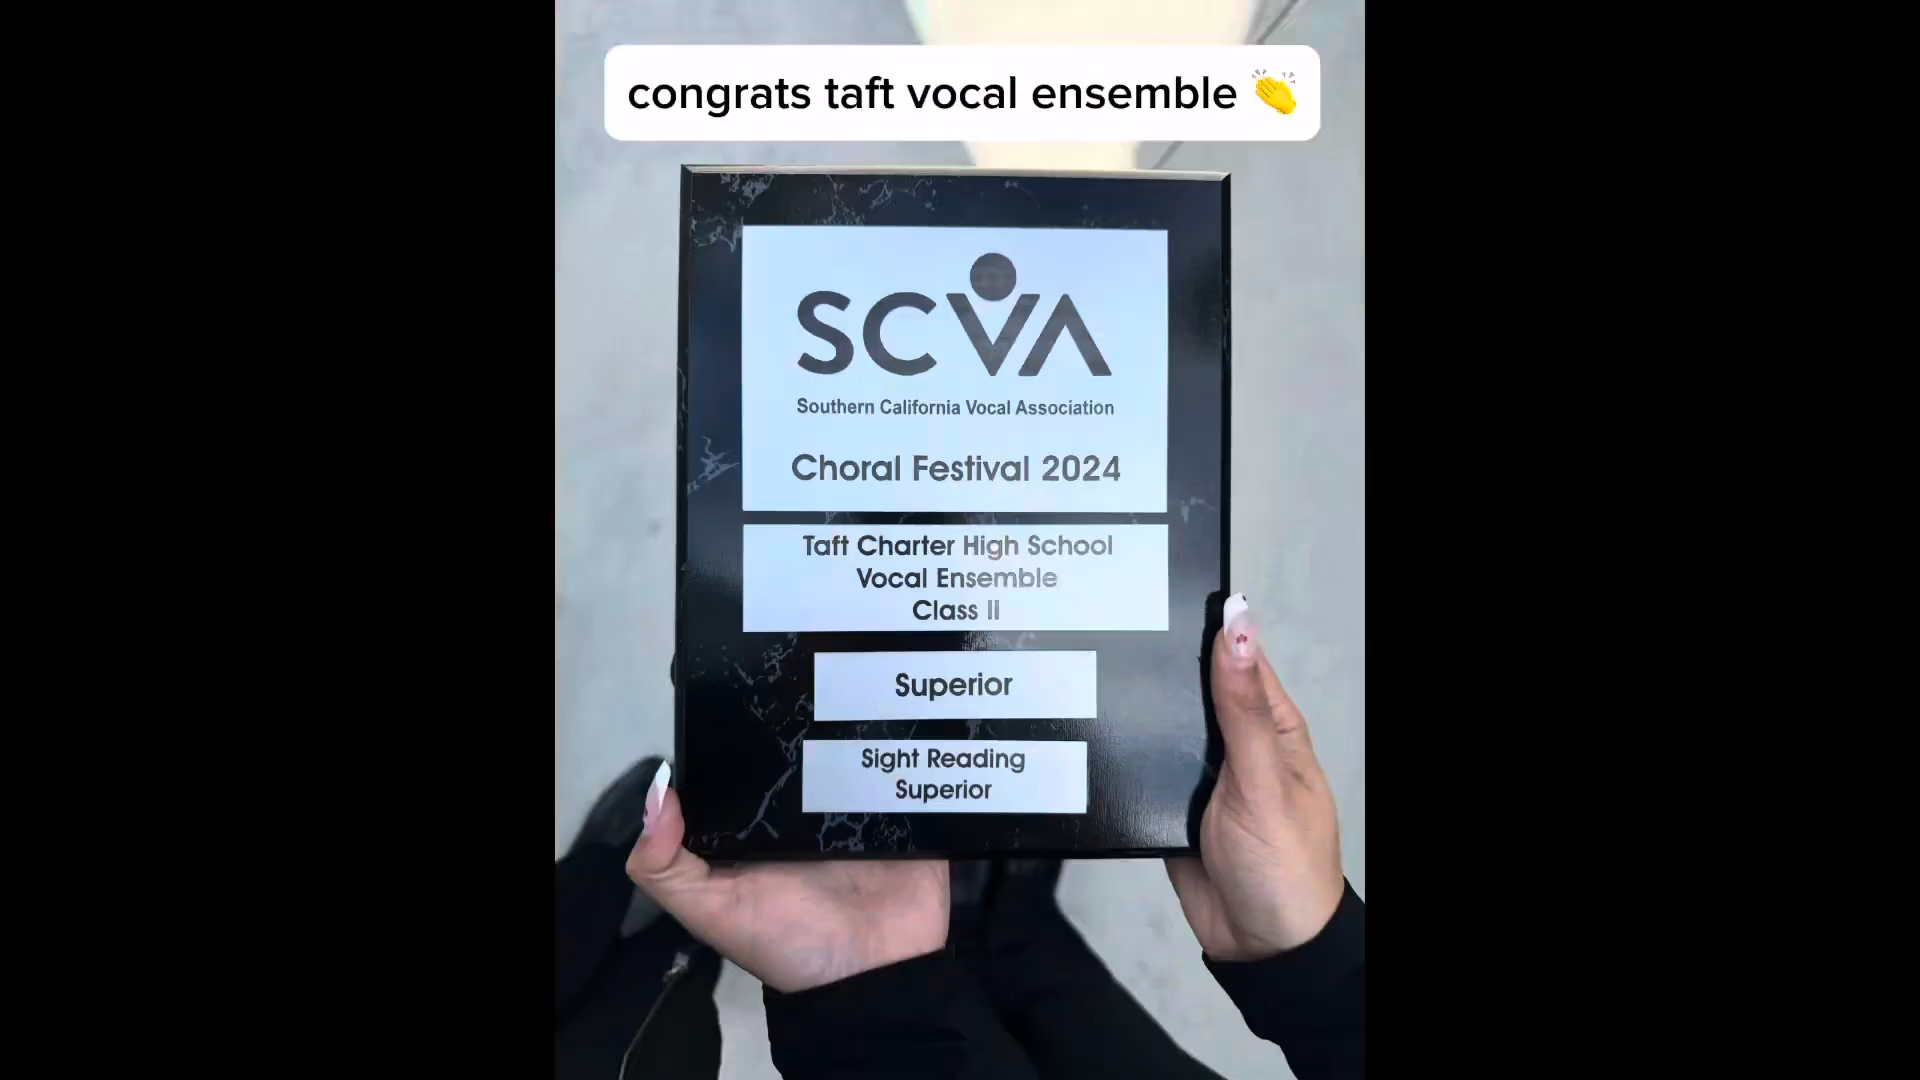 congrats taft vocal ensemble 👏
SCVA
Southern California Vocal Association
Choral Festival 2024
Taft Charter High School
Vocal Ensemble
Class II
Superior
Sight Reading
Superior